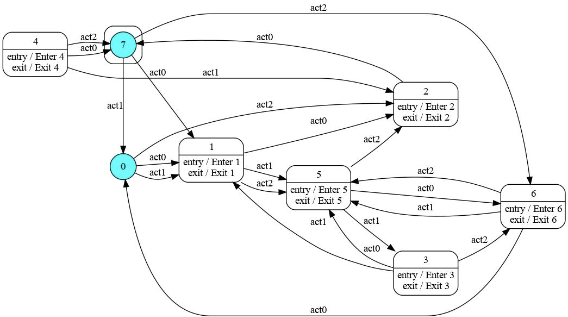 act2
4
entry / Enter 4
exit / Exit 4
act2
act0
7
act0
act0
act1
act1
2
entry / Enter 2
exit / Exit 2
act2
act0
1
entry / Enter 1
exit / Exit 1
act2
0
act0
act1
act1
act2
5
entry / Enter 5
exit / Exit 5
act2
act0
act1
6
entry / Enter 6
exit / Exit 6
act1
act1
act0
act2
3
entry / Enter 3
exit / Exit 3
act0